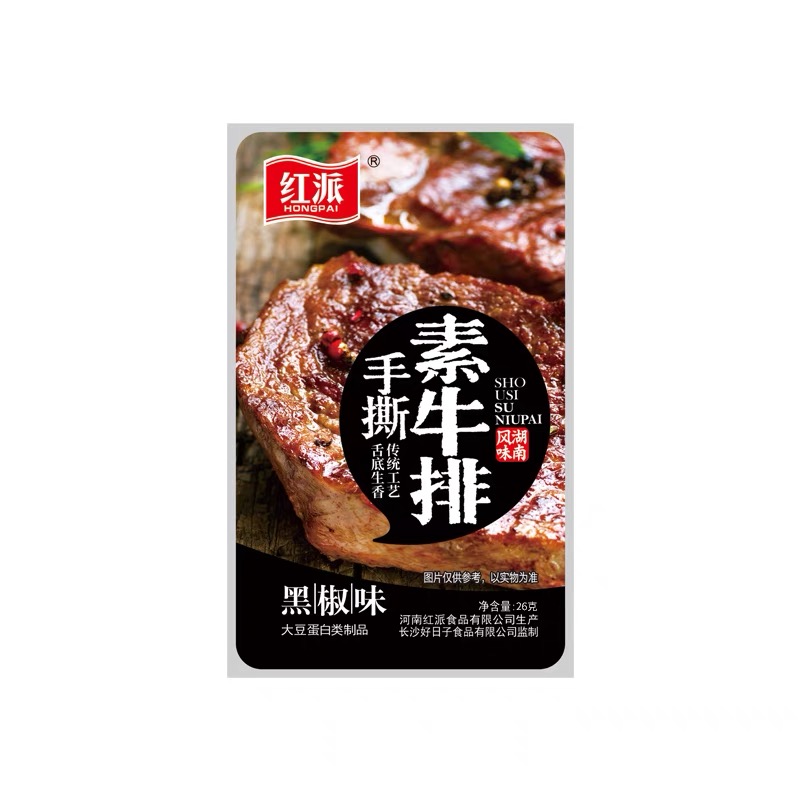 红派
HONGPAI
®
手撕
素牛排
SHO
USI
SU
NIUPAI
湖南
风味
传统工艺
舌底生香
图片仅供参考，以实物为准
黑椒味
大豆蛋白类制品
净含量:26克
河南红派食品有限公司生产
长沙好日子食品有限公司监制